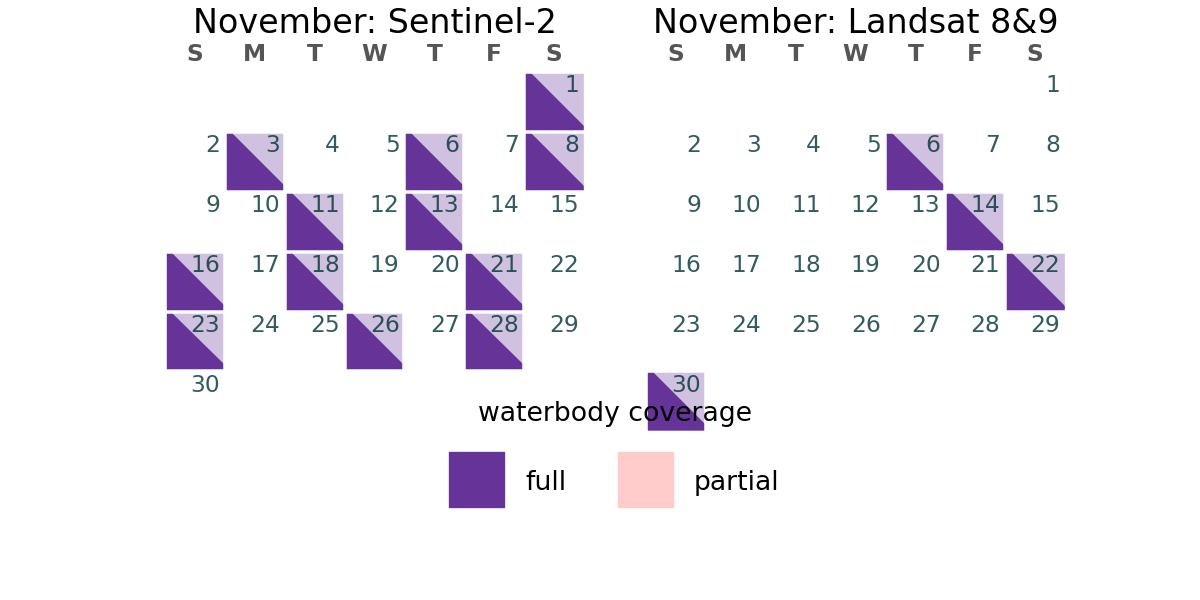 November: Sentinel-2
S M T W T F S
1
2 3 4 5 6 7 8
9 10 11 12 13 14 15
16 17 18 19 20 21 22
23 24 25 26 27 28 29
30
November: Landsat 8&9
S M T W T F S
1
2 3 4 5 6 7 8
9 10 11 12 13 14 15
16 17 18 19 20 21 22
23 24 25 26 27 28 29
30
waterbody coverage
full partial